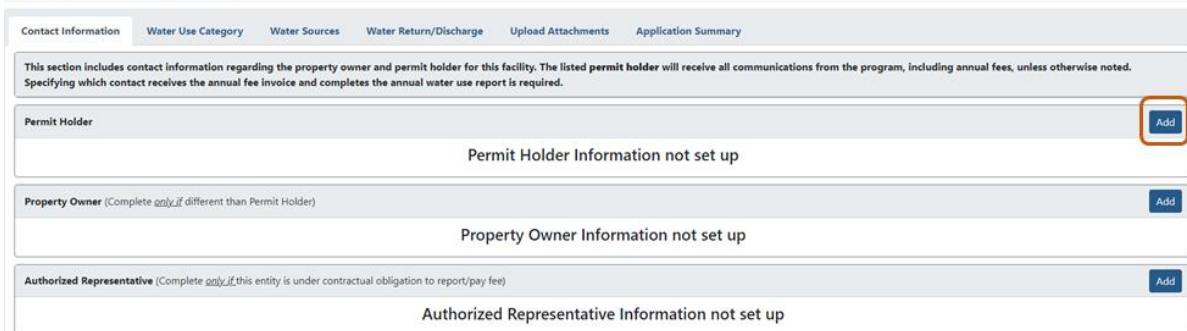 Contact Information Water Use Category Water Sources Water Return/Discharge Upload Attachments Application Summary
This section includes contact information regarding the property owner and permit holder for this facility. The listed permit holder will receive all communications from the program, including annual fees, unless otherwise noted.
Specifying which contact receives the annual fee invoice and completes the annual water use report is required.
Permit Holder Add
Permit Holder Information not set up
Property Owner (Complete only if different than Permit Holder) Add
Property Owner Information not set up
Authorized Representative (Complete only if this entity is under contractual obligation to report/pay fee) Add
Authorized Representative Information not set up